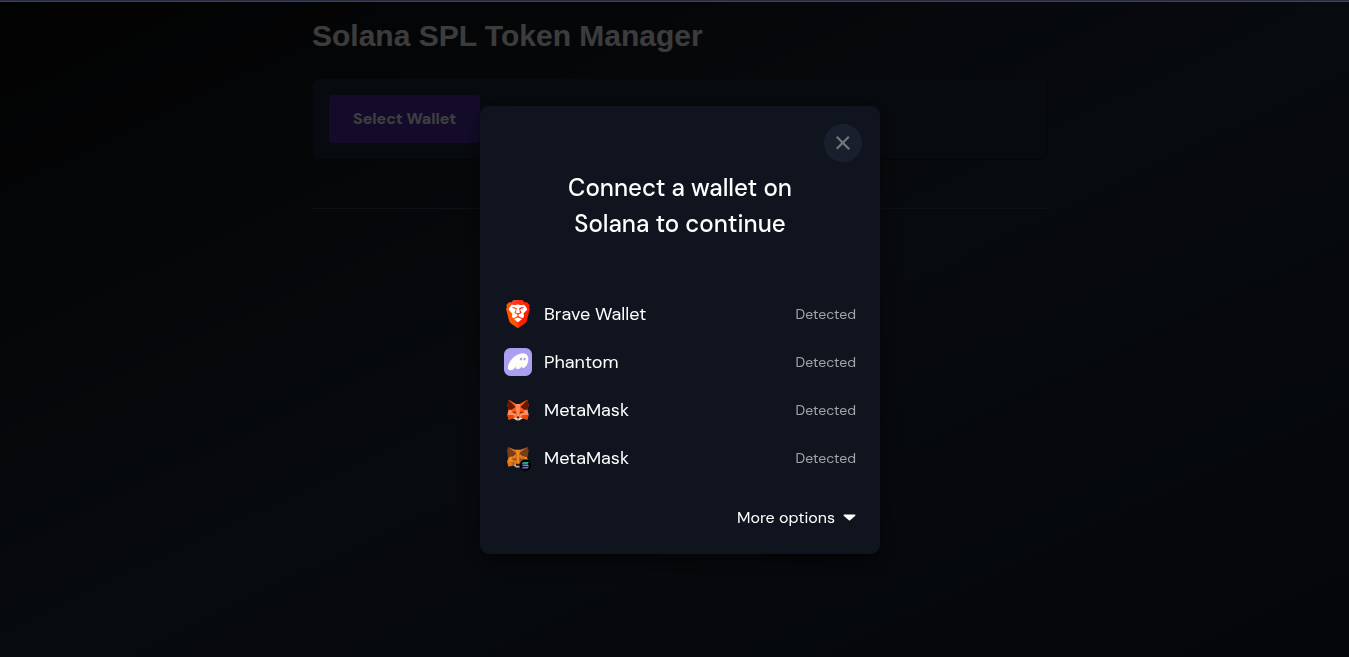 Solana SPL Token Manager
Select Wallet
Connect a wallet on
Solana to continue
Brave Wallet Detected
Phantom Detected
MetaMask Detected
MetaMask Detected
More options